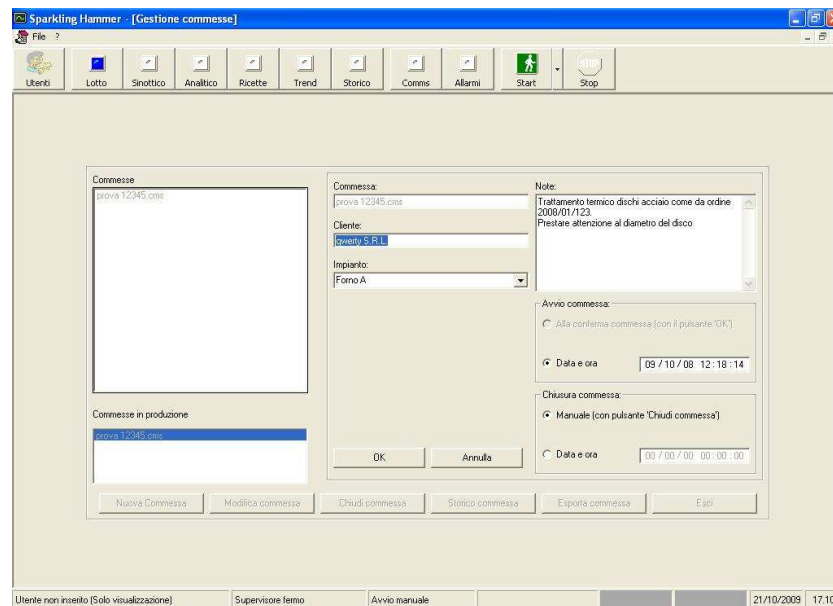 Sparkling Hammer - [Gestione commesse]
File ?
Utenti Lotto Sinottico Analitico Ricette Trend Storico Comms Allarmi Start Stop
Commesse
prova 12345.cms
Commesse in produzione
prova 12345.cms
Commessa:
prova 12345.cms
Cliente:
qwerty S.R.L.
Impianto:
Forno A
OK Annulla
Note:
Trattamento termico dischi acciaio come da ordine
2008/01/123.
Prestare attenzione al diametro del disco
Avvio commessa:
Alla conferma commessa (con il pulsante 'OK')
Data e ora 09 / 10 / 08 12 : 18 : 14
Chiusura commessa:
Manuale (con pulsante 'Chiudi commessa')
Data e ora 00 / 00 / 00 00 : 00 : 00
Nuova Commessa Modifica commessa Chiudi commessa Storico commessa Esporta commessa Esci
Utente non inserito (Solo visualizzazione) Supervisore fermo Avvio manuale 21/10/2009 17.10